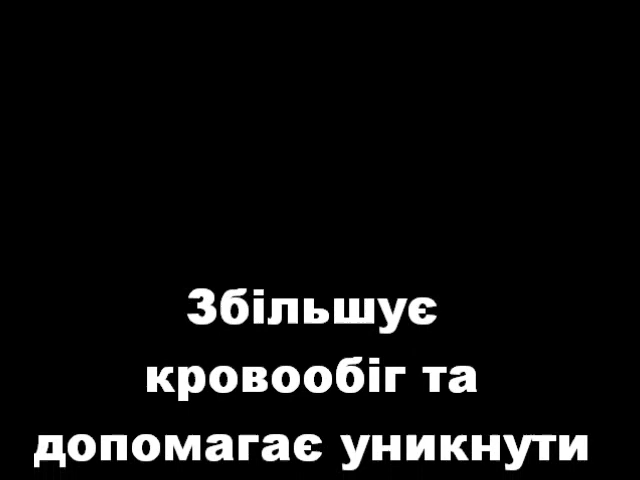 Збільшує
кровообіг та
допомагає уникнути